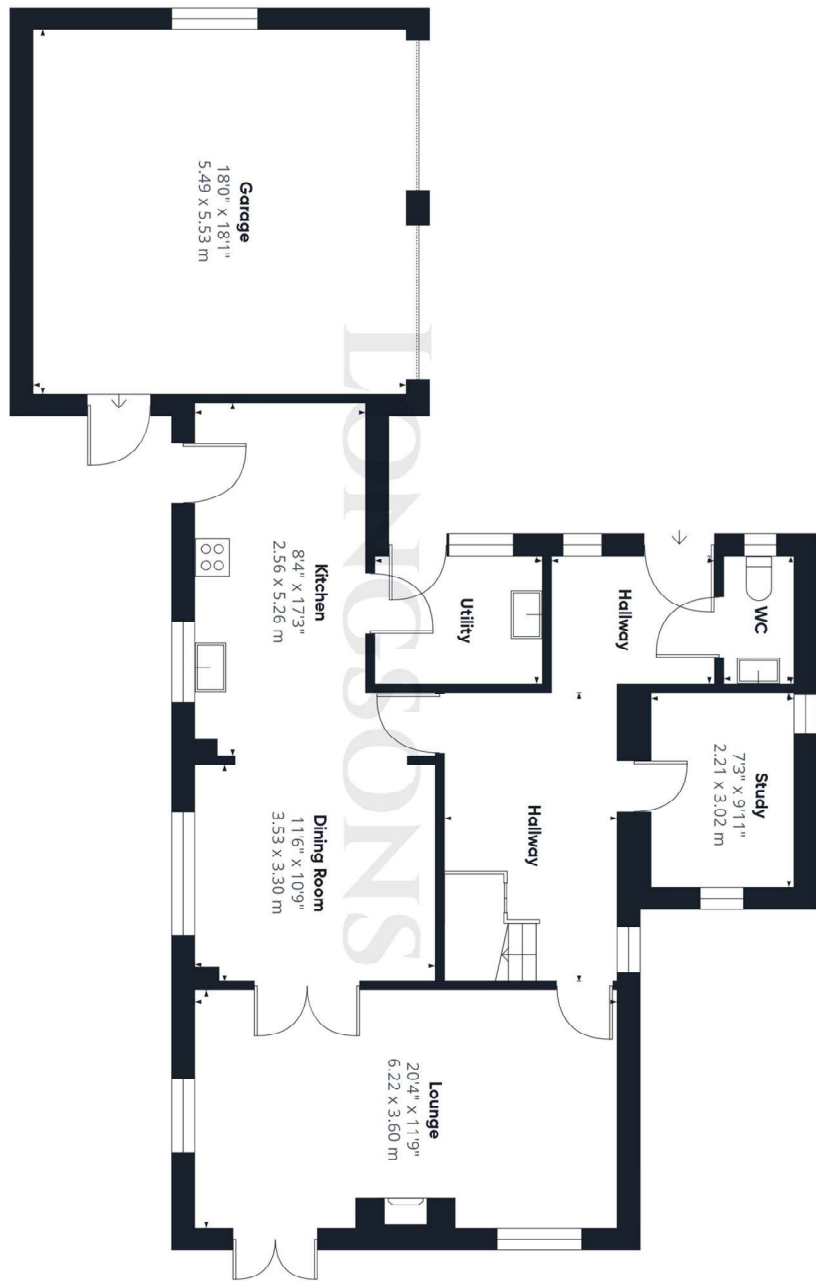 Garage
18'0" x 18'1"
5.49 x 5.53 m
Kitchen
8'4" x 17'3"
2.56 x 5.26 m
Utility
Hallway
WC
Study
7'3" x 9'11"
2.21 x 3.02 m
Hallway
Dining Room
11'6" x 10'9"
3.53 x 3.30 m
Lounge
20'4" x 11'9"
6.22 x 3.60 m
LONGSONS